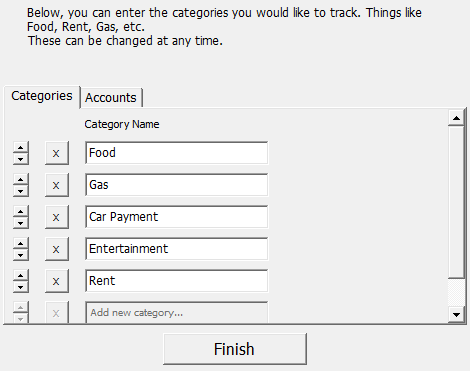 Below, you can enter the categories you would like to track. Things like
Food, Rent, Gas, etc.
These can be changed at any time.
Categories Accounts
Category Name
x Food
x Gas
x Car Payment
x Entertainment
x Rent
x Add new category...
Finish